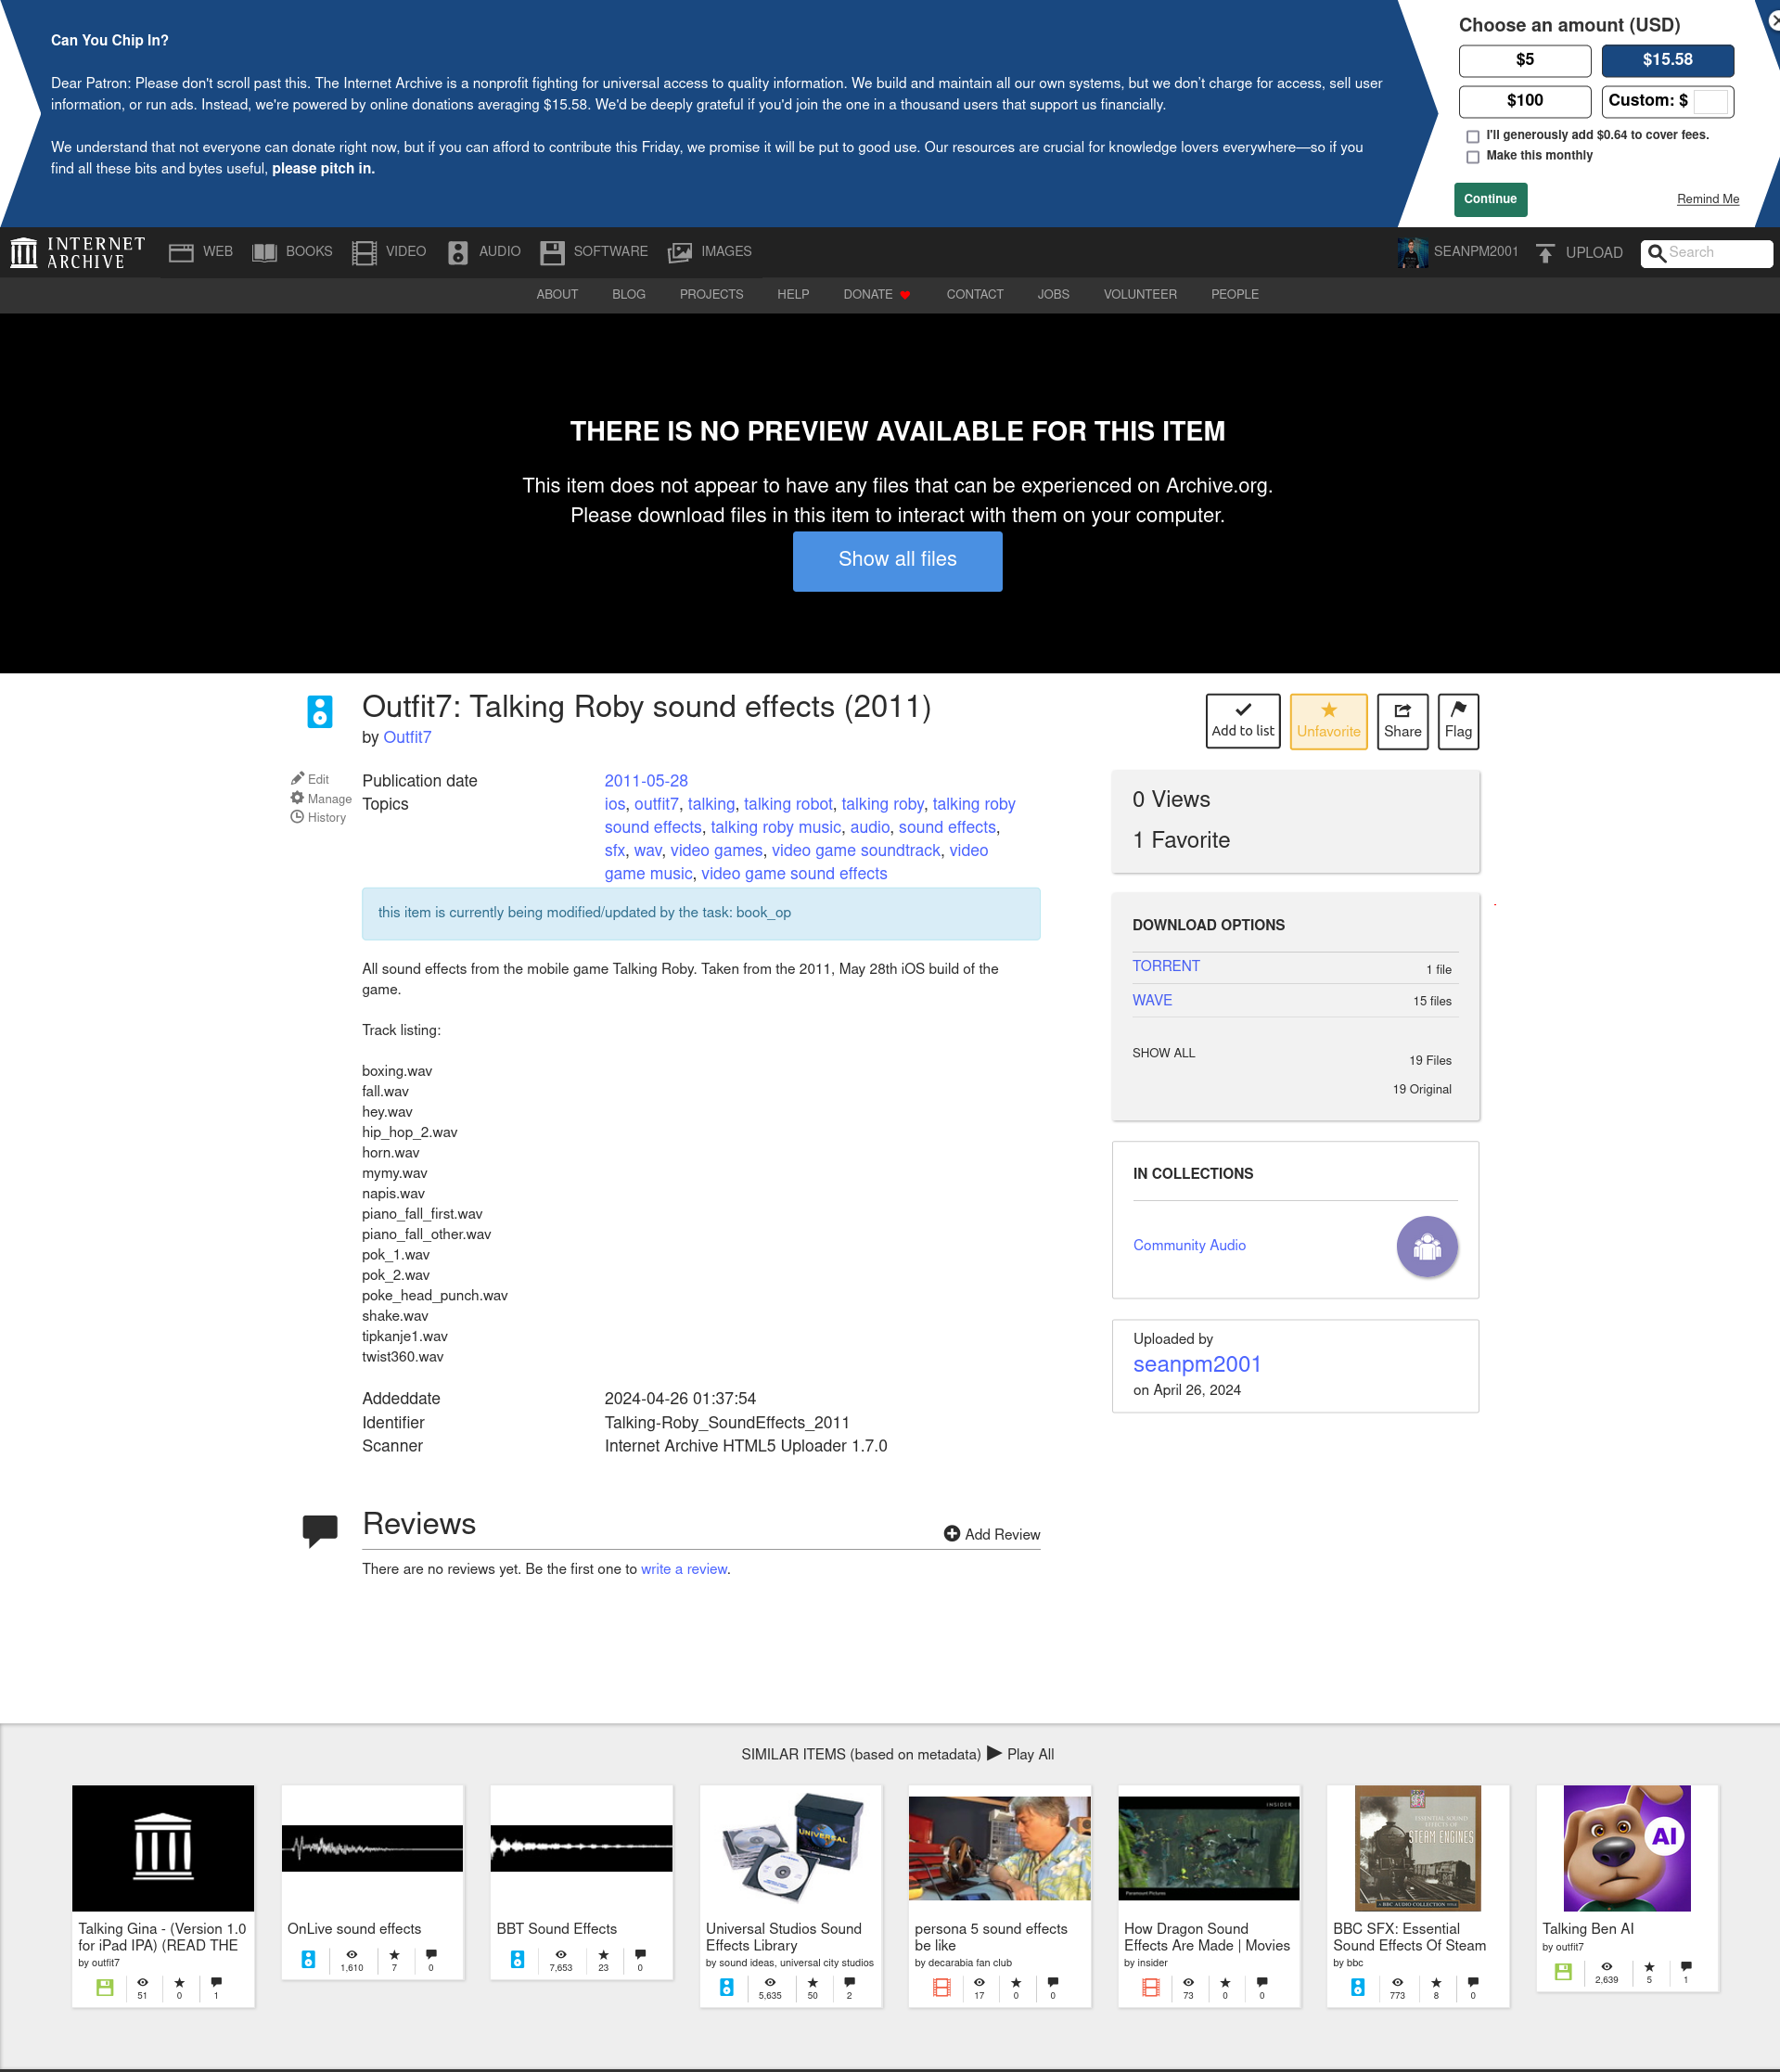 Can You Chip In?
Dear Patron: Please don't scroll past this. The Internet Archive is a nonprofit fighting for universal access to quality information. We build and maintain all our own systems, but we don’t charge for access, sell user
information, or run ads. Instead, we're powered by online donations averaging $15.58. We'd be deeply grateful if you'd join the one in a thousand users that support us financially.
We understand that not everyone can donate right now, but if you can afford to contribute this Friday, we promise it will be put to good use. Our resources are crucial for knowledge lovers everywhere—so if you
find all these bits and bytes useful, please pitch in.
Choose an amount (USD)
$5 $15.58
$100 Custom: $
I'll generously add $0.64 to cover fees.
Make this monthly
Continue Remind Me
INTERNET ARCHIVE WEB BOOKS VIDEO AUDIO SOFTWARE IMAGES SEANPM2001 UPLOAD Search
ABOUT BLOG PROJECTS HELP DONATE CONTACT JOBS VOLUNTEER PEOPLE
THERE IS NO PREVIEW AVAILABLE FOR THIS ITEM
This item does not appear to have any files that can be experienced on Archive.org.
Please download files in this item to interact with them on your computer.
Show all files
Outfit7: Talking Roby sound effects (2011)
by Outfit7
Add to list Unfavorite Share Flag
Edit
Manage
History
Publication date 2011-05-28
Topics ios, outfit7, talking, talking robot, talking roby, talking roby
sound effects, talking roby music, audio, sound effects,
sfx, wav, video games, video game soundtrack, video
game music, video game sound effects
this item is currently being modified/updated by the task: book_op
All sound effects from the mobile game Talking Roby. Taken from the 2011, May 28th iOS build of the
game.
Track listing:
boxing.wav
fall.wav
hey.wav
hip_hop_2.wav
horn.wav
mymy.wav
napis.wav
piano_fall_first.wav
piano_fall_other.wav
pok_1.wav
pok_2.wav
poke_head_punch.wav
shake.wav
tipkanje1.wav
twist360.wav
Addeddate 2024-04-26 01:37:54
Identifier Talking-Roby_SoundEffects_2011
Scanner Internet Archive HTML5 Uploader 1.7.0
0 Views
1 Favorite
DOWNLOAD OPTIONS
TORRENT 1 file
WAVE 15 files
SHOW ALL 19 Files
19 Original
IN COLLECTIONS
Community Audio
Uploaded by
seanpm2001
on April 26, 2024
Reviews
Add Review
There are no reviews yet. Be the first one to write a review.
SIMILAR ITEMS (based on metadata) Play All
Talking Gina - (Version 1.0
for iPad IPA) (READ THE
by outfit7
51 0 1
OnLive sound effects
1,610 7 0
BBT Sound Effects
7,653 23 0
UNIVERSAL
Universal Studios Sound
Effects Library
by sound ideas, universal city studios
5,635 50 2
persona 5 sound effects
be like
by decarabia fan club
17 0 0
INSIDER
Paramount Pictures
How Dragon Sound
Effects Are Made | Movies
by insider
73 0 0
ESSENTIAL SOUND
EFFECTS OF
STEAM ENGINES
A BBC AUDIO COLLECTION
BBC SFX: Essential
Sound Effects Of Steam
by bbc
773 8 0
AI
Talking Ben AI
by outfit7
2,639 5 1